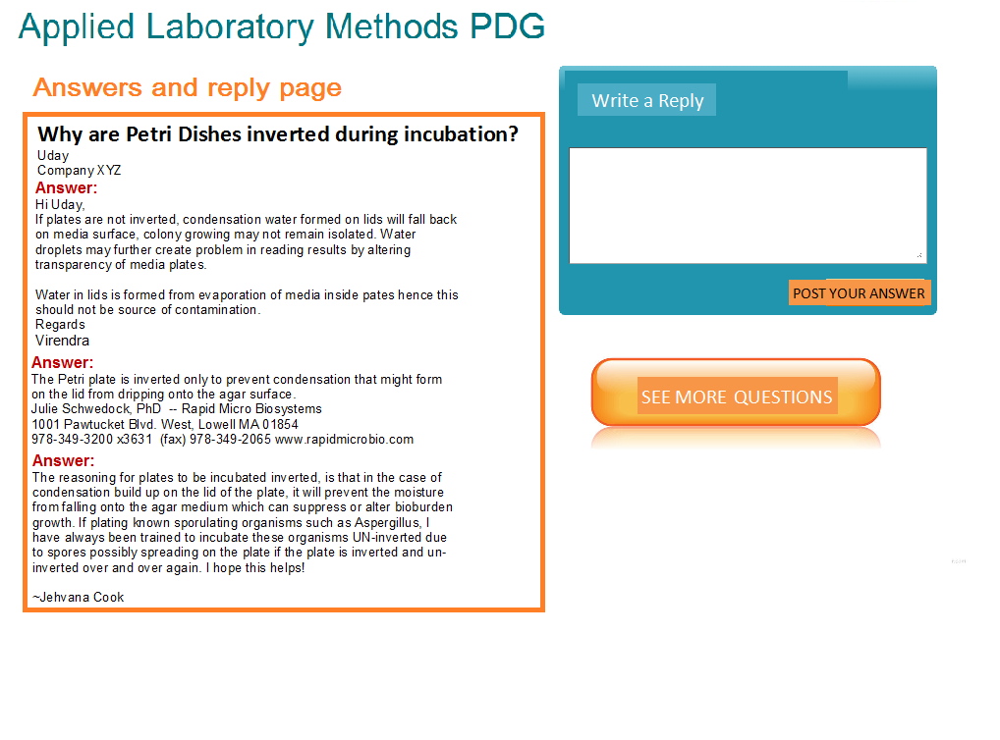 Applied Laboratory Methods PDG
Answers and reply page
Why are Petri Dishes inverted during incubation?
Uday
Company XYZ
Answer:
Hi Uday,
If plates are not inverted, condensation water formed on lids will fall back
on media surface, colony growing may not remain isolated. Water
droplets may further create problem in reading results by altering
transparency of media plates.
Water in lids is formed from evaporation of media inside pates hence this
should not be source of contamination.
Regards
Virendra
Answer:
The Petri plate is inverted only to prevent condensation that might form
on the lid from dripping onto the agar surface.
Julie Schwedock, PhD  -- Rapid Micro Biosystems
1001 Pawtucket Blvd. West, Lowell MA 01854
978-349-3200 x3631  (fax) 978-349-2065 www.rapidmicrobio.com
Answer:
The reasoning for plates to be incubated inverted, is that in the case of
condensation build up on the lid of the plate, it will prevent the moisture
from falling onto the agar medium which can suppress or alter bioburden
growth. If plating known sporulating organisms such as Aspergillus, I
have always been trained to incubate these organisms UN-inverted due
to spores possibly spreading on the plate if the plate is inverted and un-
inverted over and over again. I hope this helps!
~Jehvana Cook
Write a Reply
POST YOUR ANSWER
SEE MORE QUESTIONS